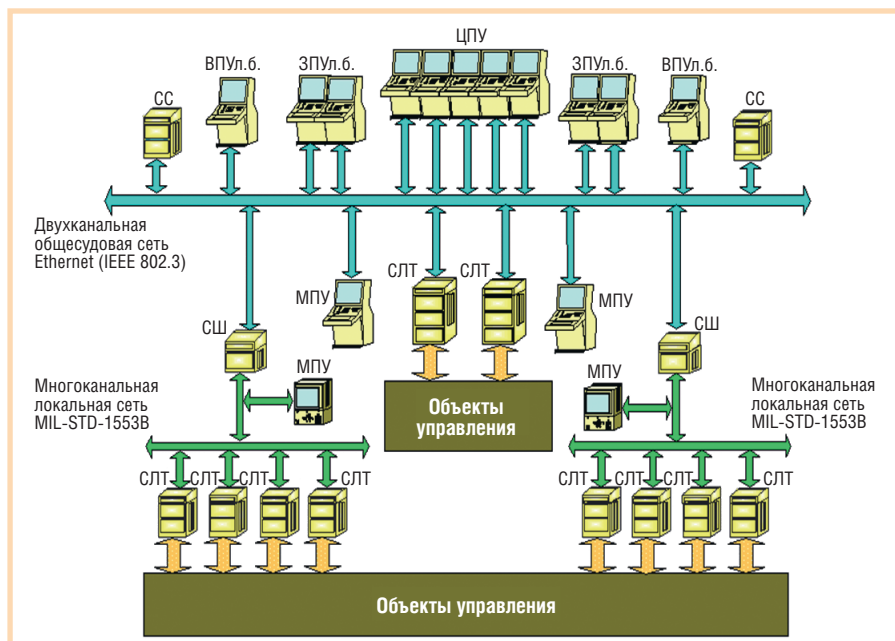 ЦПУ
ВПУл.б.
ЗПУл.б.
ЗПУл.б.
ВПУл.б.
СС
СС
Двухканальная
общесудовая сеть
Ethernet (IEEE 802.3)
СЛТ
СЛТ
МПУ
МПУ
СШ
СШ
МПУ
МПУ
Многоканальная
локальная сеть
MIL-STD-1553B
Многоканальная
локальная сеть
MIL-STD-1553B
Объекты
управления
СЛТ
СЛТ
СЛТ
СЛТ
СЛТ
СЛТ
СЛТ
СЛТ
Объекты управления